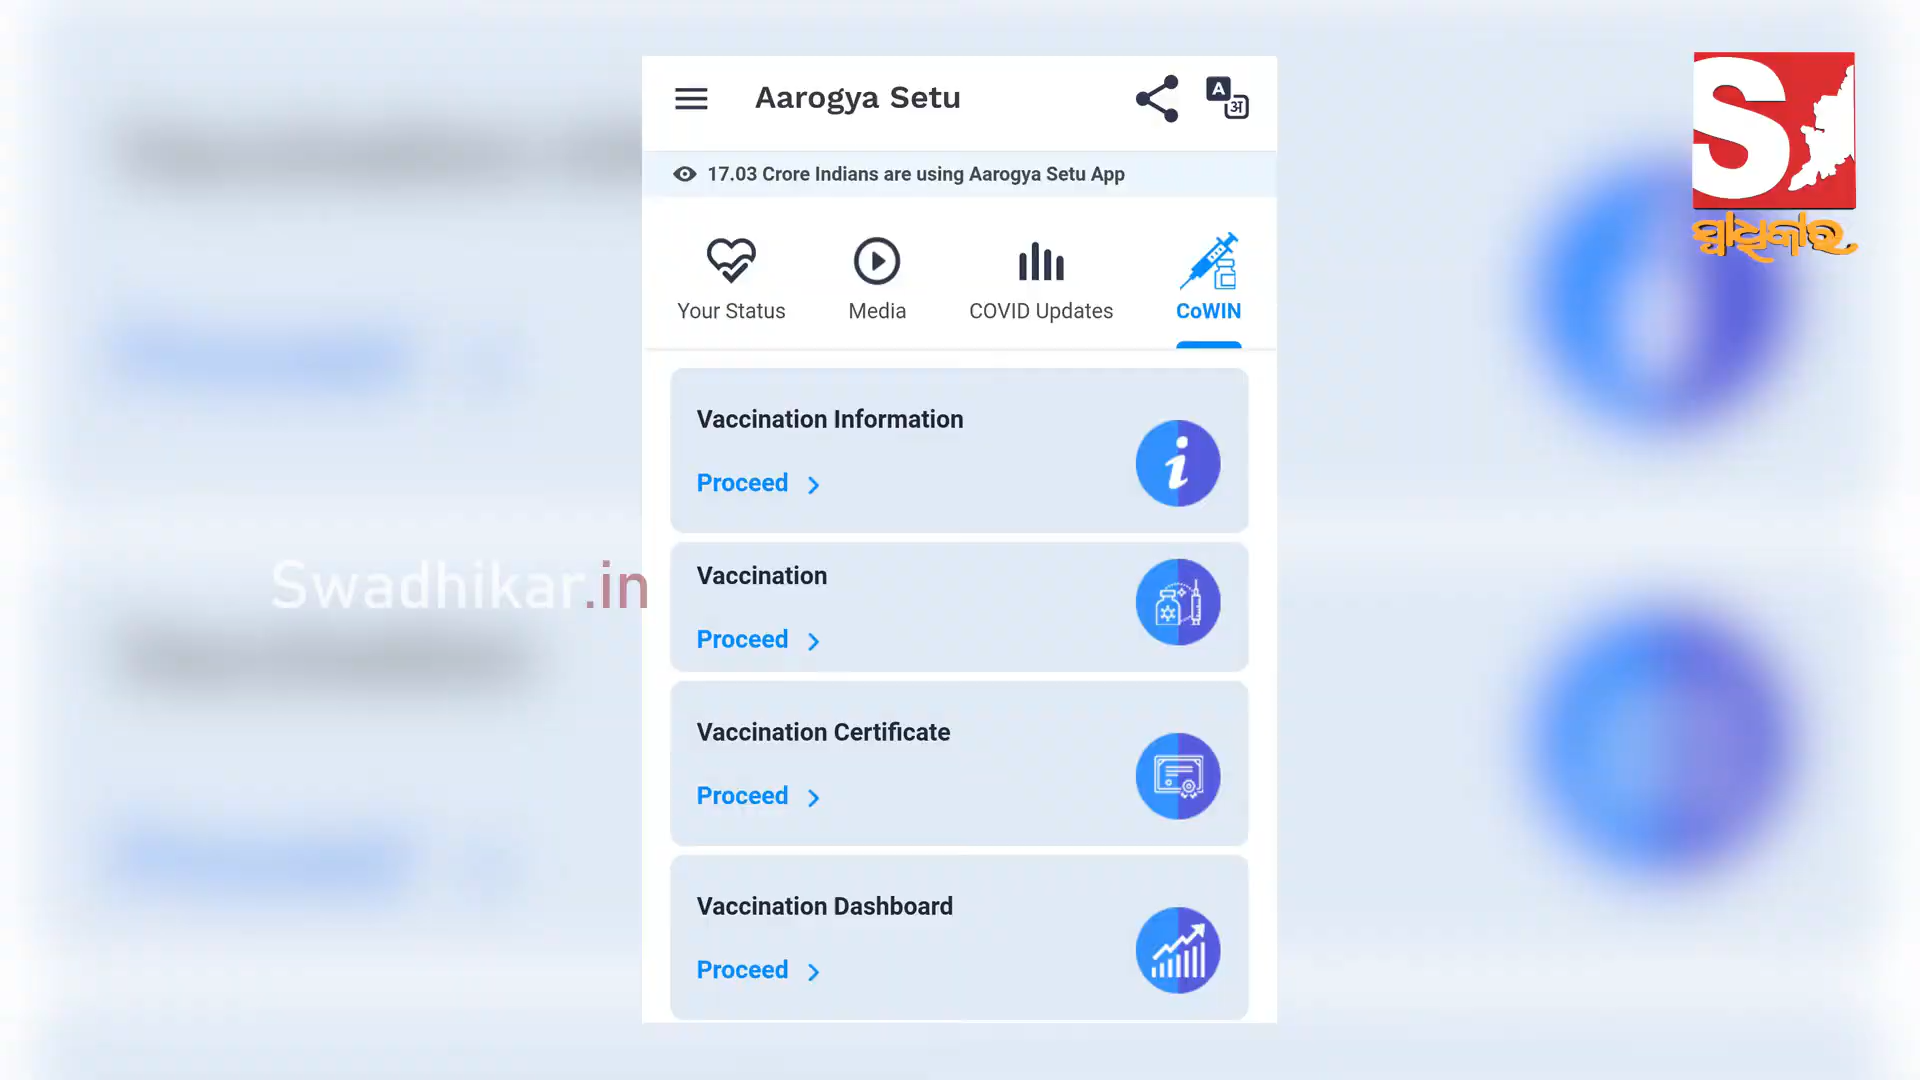 Aarogya Setu
A अ
17.03 Crore Indians are using Aarogya Setu App
Your Status
Media
COVID Updates
CoWIN
Vaccination Information
Proceed
Vaccination
Proceed
Vaccination Certificate
Proceed
Vaccination Dashboard
Proceed
Swadhikar.in
S
ସ୍ୱାଧିକାର